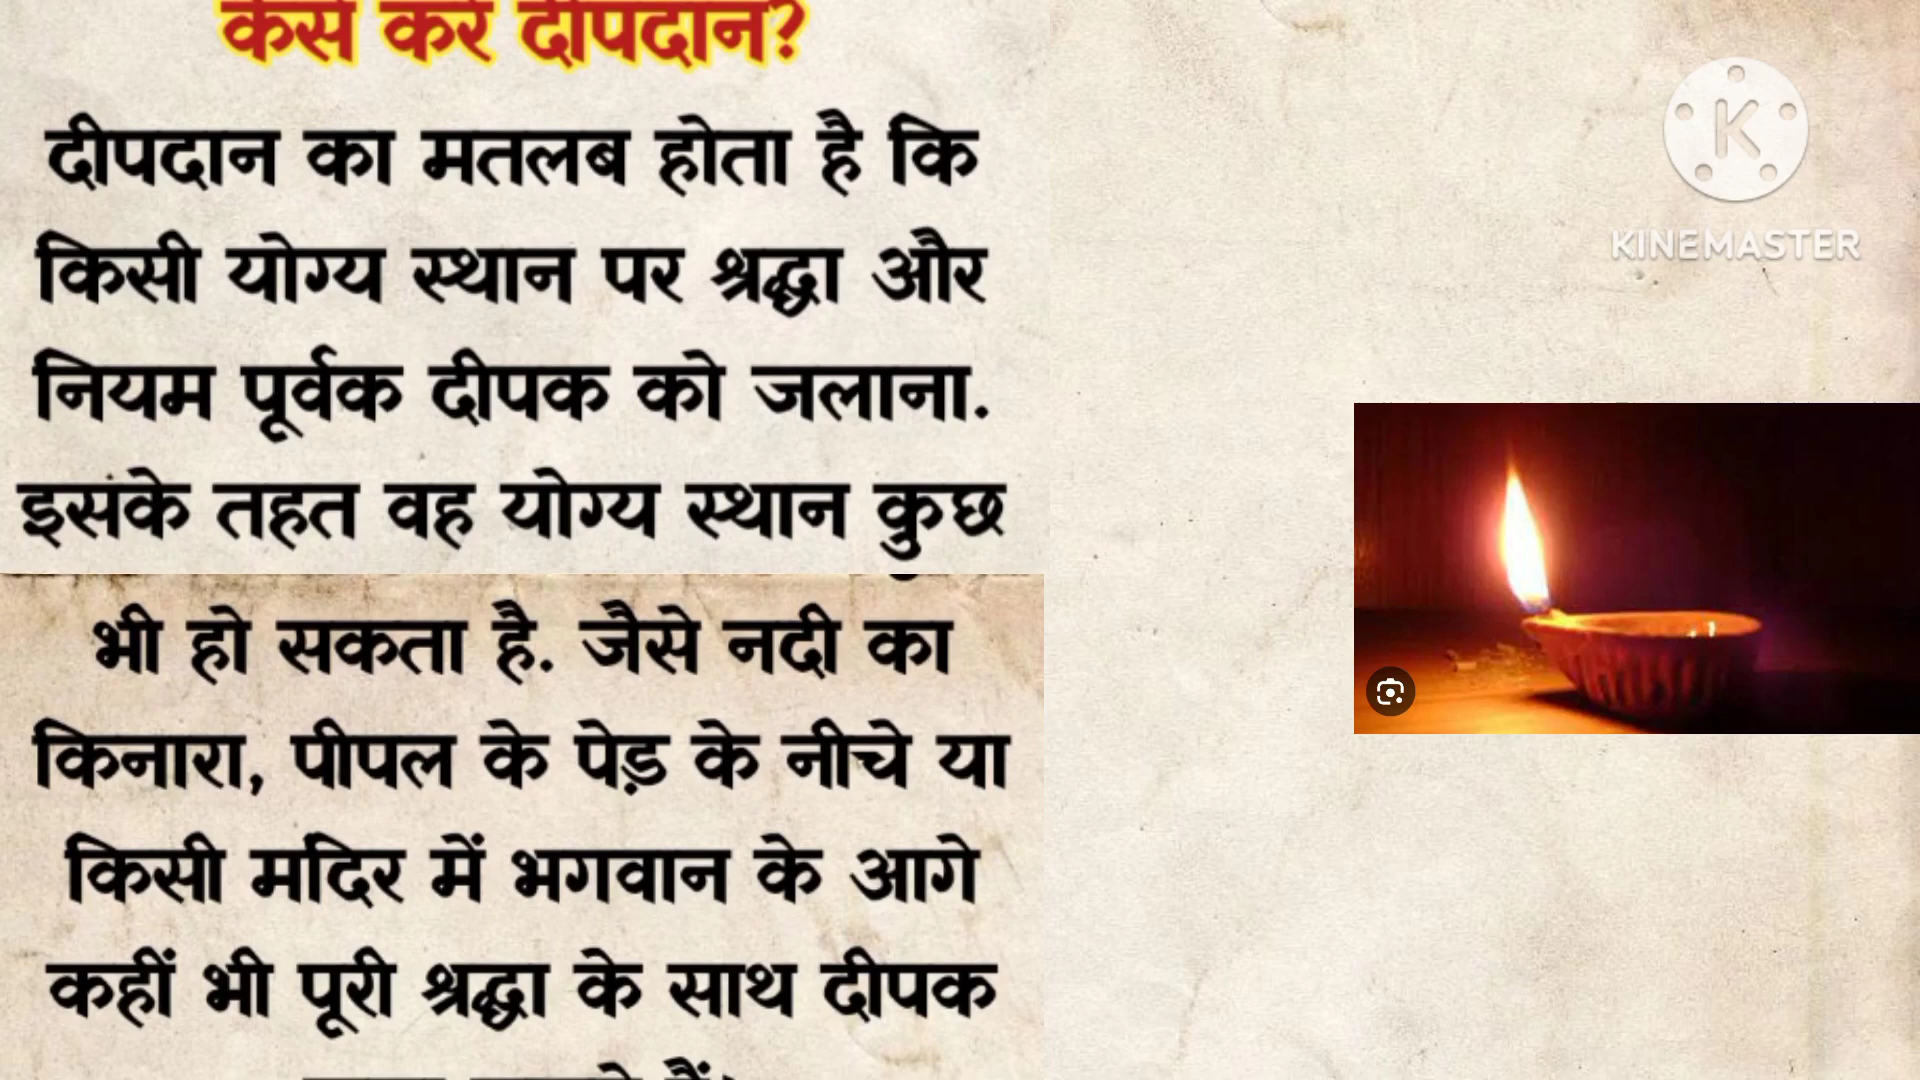 कैसे करें दीपदान?
दीपदान का मतलब होता है कि
किसी योग्य स्थान पर श्रद्धा और
नियम पूर्वक दीपक को जलाना.
इसके तहत वह योग्य स्थान कुछ
भी हो सकता है. जैसे नदी का
किनारा, पीपल के पेड़ के नीचे या
किसी मंदिर में भगवान के आगे
कहीं भी पूरी श्रद्धा के साथ दीपक
K
KINEMASTER